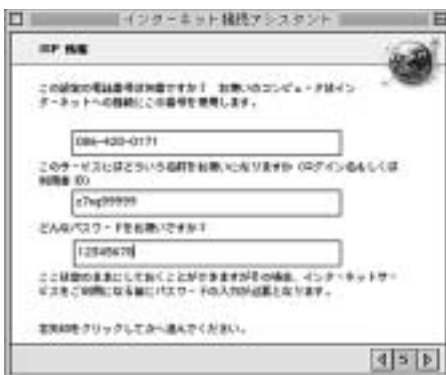 インターネット接続アシスタント
ISP 情報
この設定の電話番号は何番ですか? お使いのコンピュータはイン
ターネットへの接続にこの番号を使用します。
086-420-0171
このサービスにはどういう名前をお使いになりますか (ログイン名もしくは
利用者 ID)
どんなパスワードをお使いですか?
12345678
ここは空のままにしておくことができますがその場合、インターネットサー
ビスをご利用になる毎にパスワードの入力が必要となります。
右矢印をクリックして次へ進んでください。
5